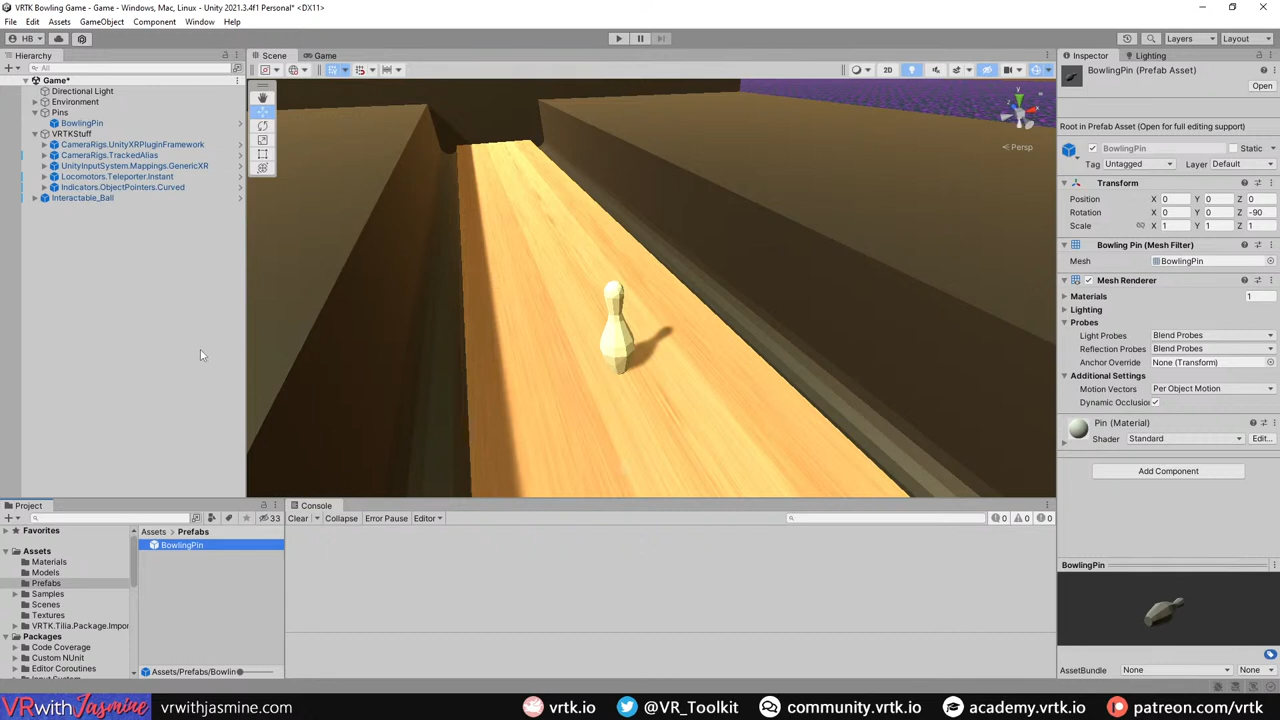 VRTK Bowling Game - Game - Windows, Mac, Linux - Unity 2021.3.4f1 Personal* <DX11>
File Edit Assets GameObject Component Window Help
HB Layers Layout
Hierarchy Scene Game Inspector Lighting
All 2D
Game*
Directional Light
Environment
Pins
BowlingPin
VRTKStuff
CameraRigs.UnityXRPluginFramework
CameraRigs.TrackedAlias
UnityInputSystem.Mappings.GenericXR
Locomotors.Teleporter.Instant
Indicators.ObjectPointers.Curved
Interactable_Ball
y
x
z
Persp
BowlingPin (Prefab Asset)
Open
Root in Prefab Asset (Open for full editing support)
BowlingPin Static
Tag Untagged Layer Default
Transform
Position X 0 Y 0 Z 0
Rotation X 0 Y 0 Z -90
Scale X 1 Y 1 Z 1
Bowling Pin (Mesh Filter)
Mesh BowlingPin
Mesh Renderer
Materials 1
Lighting
Probes
Light Probes Blend Probes
Reflection Probes Blend Probes
Anchor Override None (Transform)
Additional Settings
Motion Vectors Per Object Motion
Dynamic Occlusio
Pin (Material)
Shader Standard Edit...
Add Component
BowlingPin
AssetBundle None None
Project
33
Favorites
Assets
Materials
Models
Prefabs
Samples
Scenes
Textures
VRTK.Tilia.Package.Impor
Packages
Code Coverage
Custom NUnit
Editor Coroutines
Assets Prefabs
BowlingPin
Assets/Prefabs/Bowlin
Console
Clear Collapse Error Pause Editor 0 0 0
VRwithJasmine vrwithjasmine.com vrtk.io @VR_Toolkit community.vrtk.io academy.vrtk.io patreon.com/vrtk